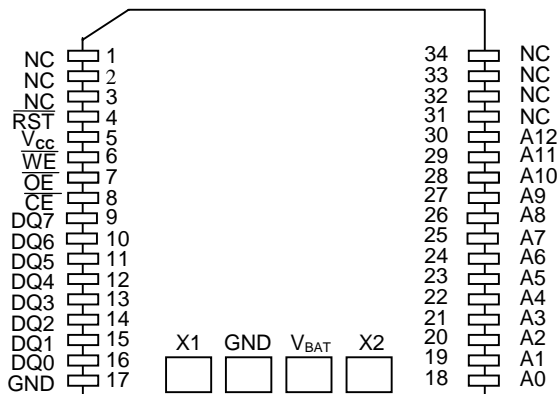 NC 1 34 NC
NC 2 33 NC
NC 3 32 NC
RST 4 31 NC
Vcc 5 30 A12
WE 6 29 A11
OE 7 28 A10
CE 8 27 A9
DQ7 9 26 A8
DQ6 10 25 A7
DQ5 11 24 A6
DQ4 12 23 A5
DQ3 13 22 A4
DQ2 14 21 A3
DQ1 15 20 A2
DQ0 16 19 A1
GND 17 18 A0
X1 GND VBAT X2